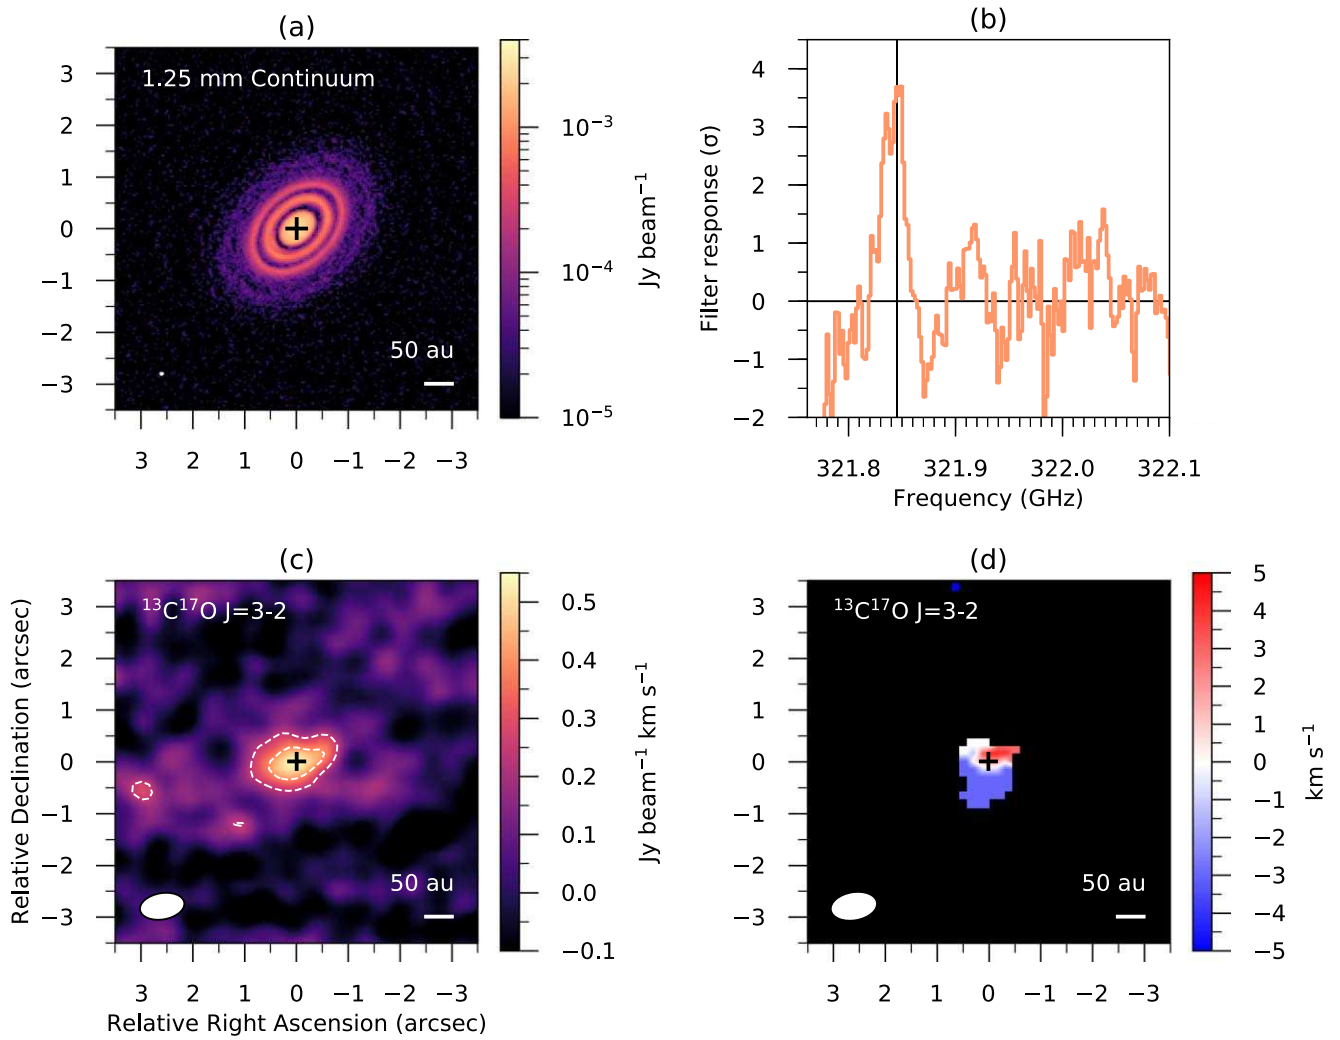 (a)
1.25 mm Continuum
50 au
3
2
1
0
−1
−2
−3
3 2 1 0 −1 −2 −3
10⁻³
10⁻⁴
10⁻⁵
Jy beam⁻¹
(b)
Filter response (σ)
4
3
2
1
0
−1
−2
321.8 321.9 322.0 322.1
Frequency (GHz)
(c)
¹³C¹⁷O J=3-2
50 au
Relative Declination (arcsec)
3
2
1
0
−1
−2
−3
3 2 1 0 −1 −2 −3
Relative Right Ascension (arcsec)
0.5
0.4
0.3
0.2
0.1
0.0
−0.1
Jy beam⁻¹ km s⁻¹
(d)
¹³C¹⁷O J=3-2
50 au
3
2
1
0
−1
−2
−3
3 2 1 0 −1 −2 −3
5
4
3
2
1
0
−1
−2
−3
−4
−5
km s⁻¹